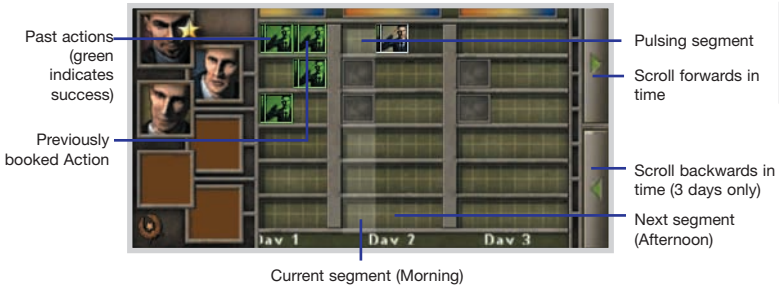 Past actions
(green
indicates
success)
Previously
booked Action
Pulsing segment
Scroll forwards in
time
Scroll backwards in
time (3 days only)
Next segment
(Afternoon)
Day 1
Day 2
Day 3
Current segment (Morning)